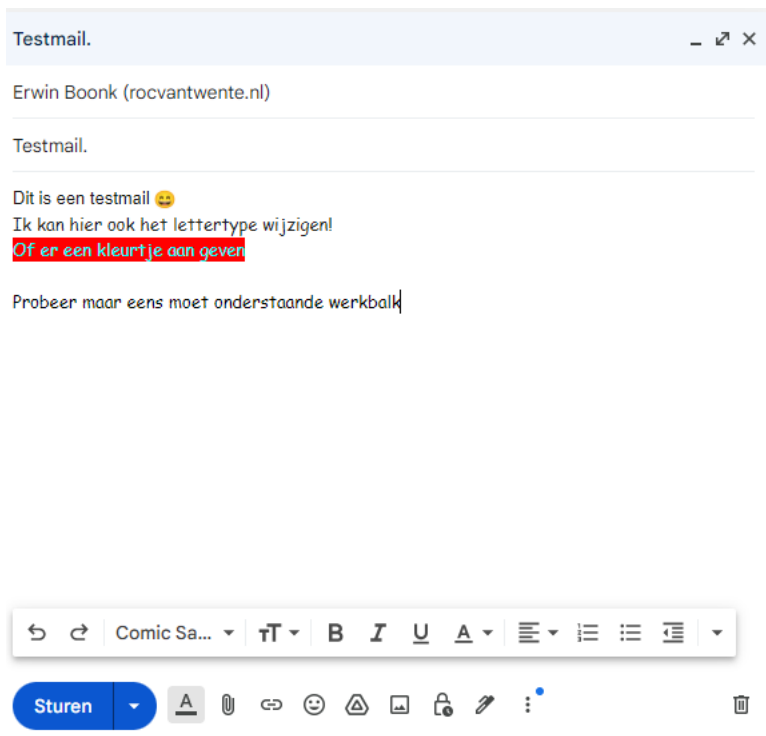 Testmail.
Erwin Boonk (rocvantwente.nl)
Testmail.
Dit is een testmail 😄
Ik kan hier ook het lettertype wijzigen!
Of er een kleurtje aan geven
Probeer maar eens moet onderstaande werkbalk
Comic Sa... TT B I U A
Sturen A